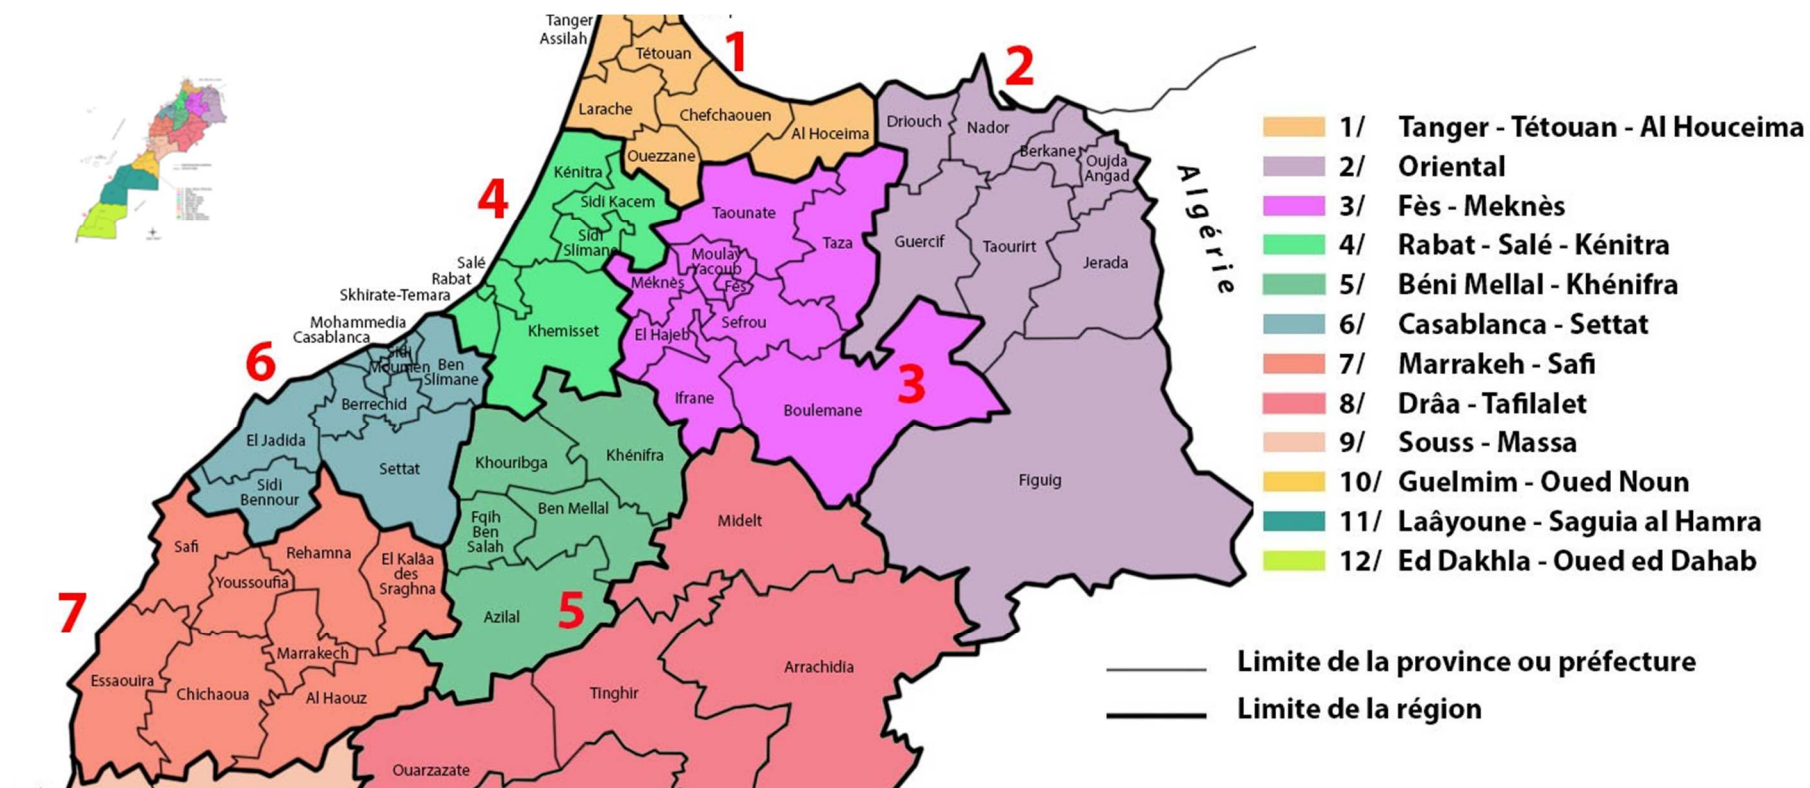 Tanger
Assilah
Tétouan
1
2
Larache
Chefchaouen
Al Hoceima
Driouch
Nador
Ouezzane
Berkane
Oujda
Angad
Algérie
4
Kénitra
Sidi Kacem
Sidi
Slimane
Taounate
Taza
Guercif
Taourirt
Jerada
Moulay
Yacoub
Fès
Méknès
Salé
Rabat
Skhirate-Temara
Mohammedia
Casablanca
Khemisset
El Hajeb
Sefrou
6
Sidi
Moumen
Ben
Slimane
Berrechid
Ifrane
Boulemane
3
El Jadida
Settat
Khouribga
Khénifra
Sidi
Bennour
Figuig
Fqih
Ben
Salah
Ben Mellal
Midelt
Safi
Rehamna
Youssoufia
El Kalâa
des
Sraghna
7
Azilal
5
Essaouira
Chichaoua
Marrakech
Al Haouz
Tinghir
Arrachidia
Ouarzazate
1/ Tanger - Tétouan - Al Houceima
2/ Oriental
3/ Fès - Meknès
4/ Rabat - Salé - Kénitra
5/ Béni Mellal - Khénifra
6/ Casablanca - Settat
7/ Marrakeh - Safi
8/ Drâa - Tafilalet
9/ Souss - Massa
10/ Guelmim - Oued Noun
11/ Laâyoune - Saguia al Hamra
12/ Ed Dakhla - Oued ed Dahab
Limite de la province ou préfecture
Limite de la région